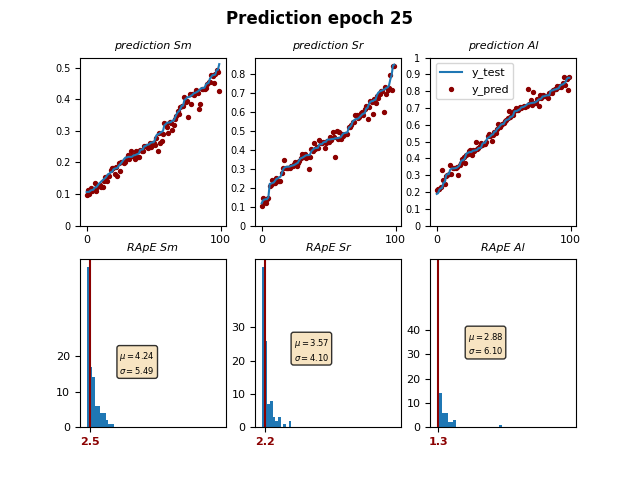 Prediction epoch 25
prediction Sm
prediction Sr
prediction Al
0.5
0.4
0.3
0.2
0.1
0
0 100
0.8
0.7
0.6
0.5
0.4
0.3
0.2
0.1
0
0 100
1
0.9
0.8
0.7
0.6
0.5
0.4
0.3
0.2
0.1
0
0 100
y_test
y_pred
RApE Sm
RApE Sr
RApE Al
20
10
0
μ = 4.24
σ = 5.49
2.5
30
20
10
0
μ = 3.57
σ = 4.10
2.2
40
30
20
10
0
μ = 2.88
σ = 6.10
1.3